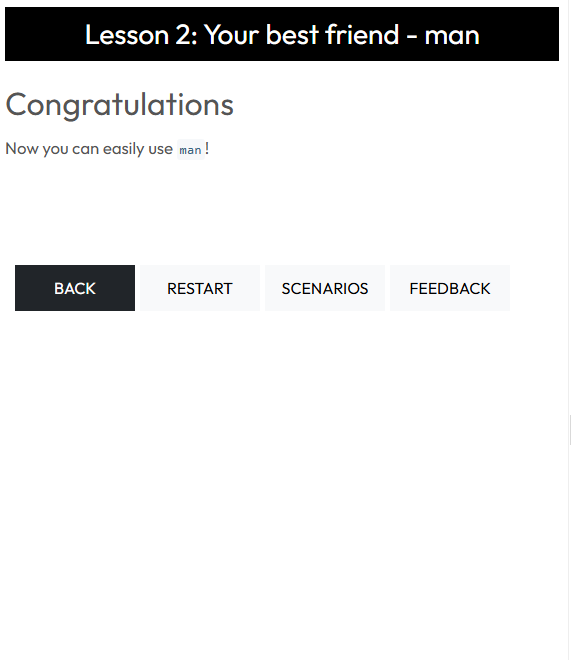 Lesson 2: Your best friend - man
Congratulations
Now you can easily use man!
BACK RESTART SCENARIOS FEEDBACK